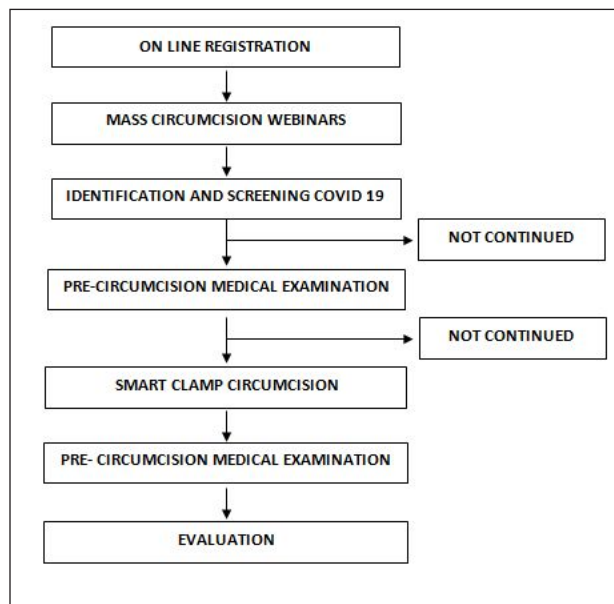 ON LINE REGISTRATION
MASS CIRCUMCISION WEBINARS
IDENTIFICATION AND SCREENING COVID 19
NOT CONTINUED
PRE-CIRCUMCISION MEDICAL EXAMINATION
NOT CONTINUED
SMART CLAMP CIRCUMCISION
PRE- CIRCUMCISION MEDICAL EXAMINATION
EVALUATION